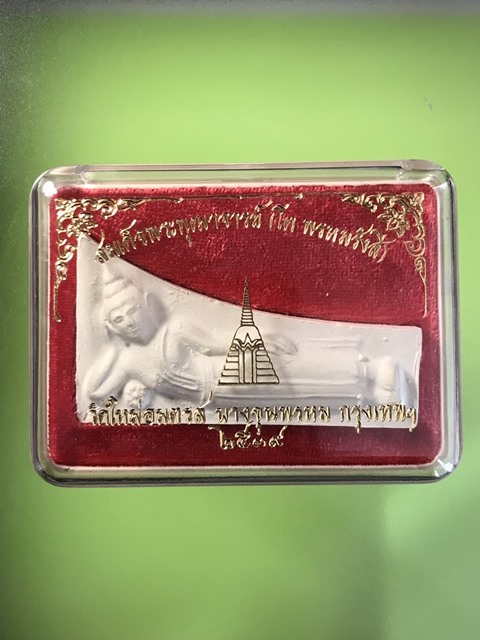 สมเด็จพระพุฒาจารย์ (โต พรหมรังสี)
วัดใหม่อมตรส บางขุนพรหม กรุงเทพฯ
๒๕๓๙